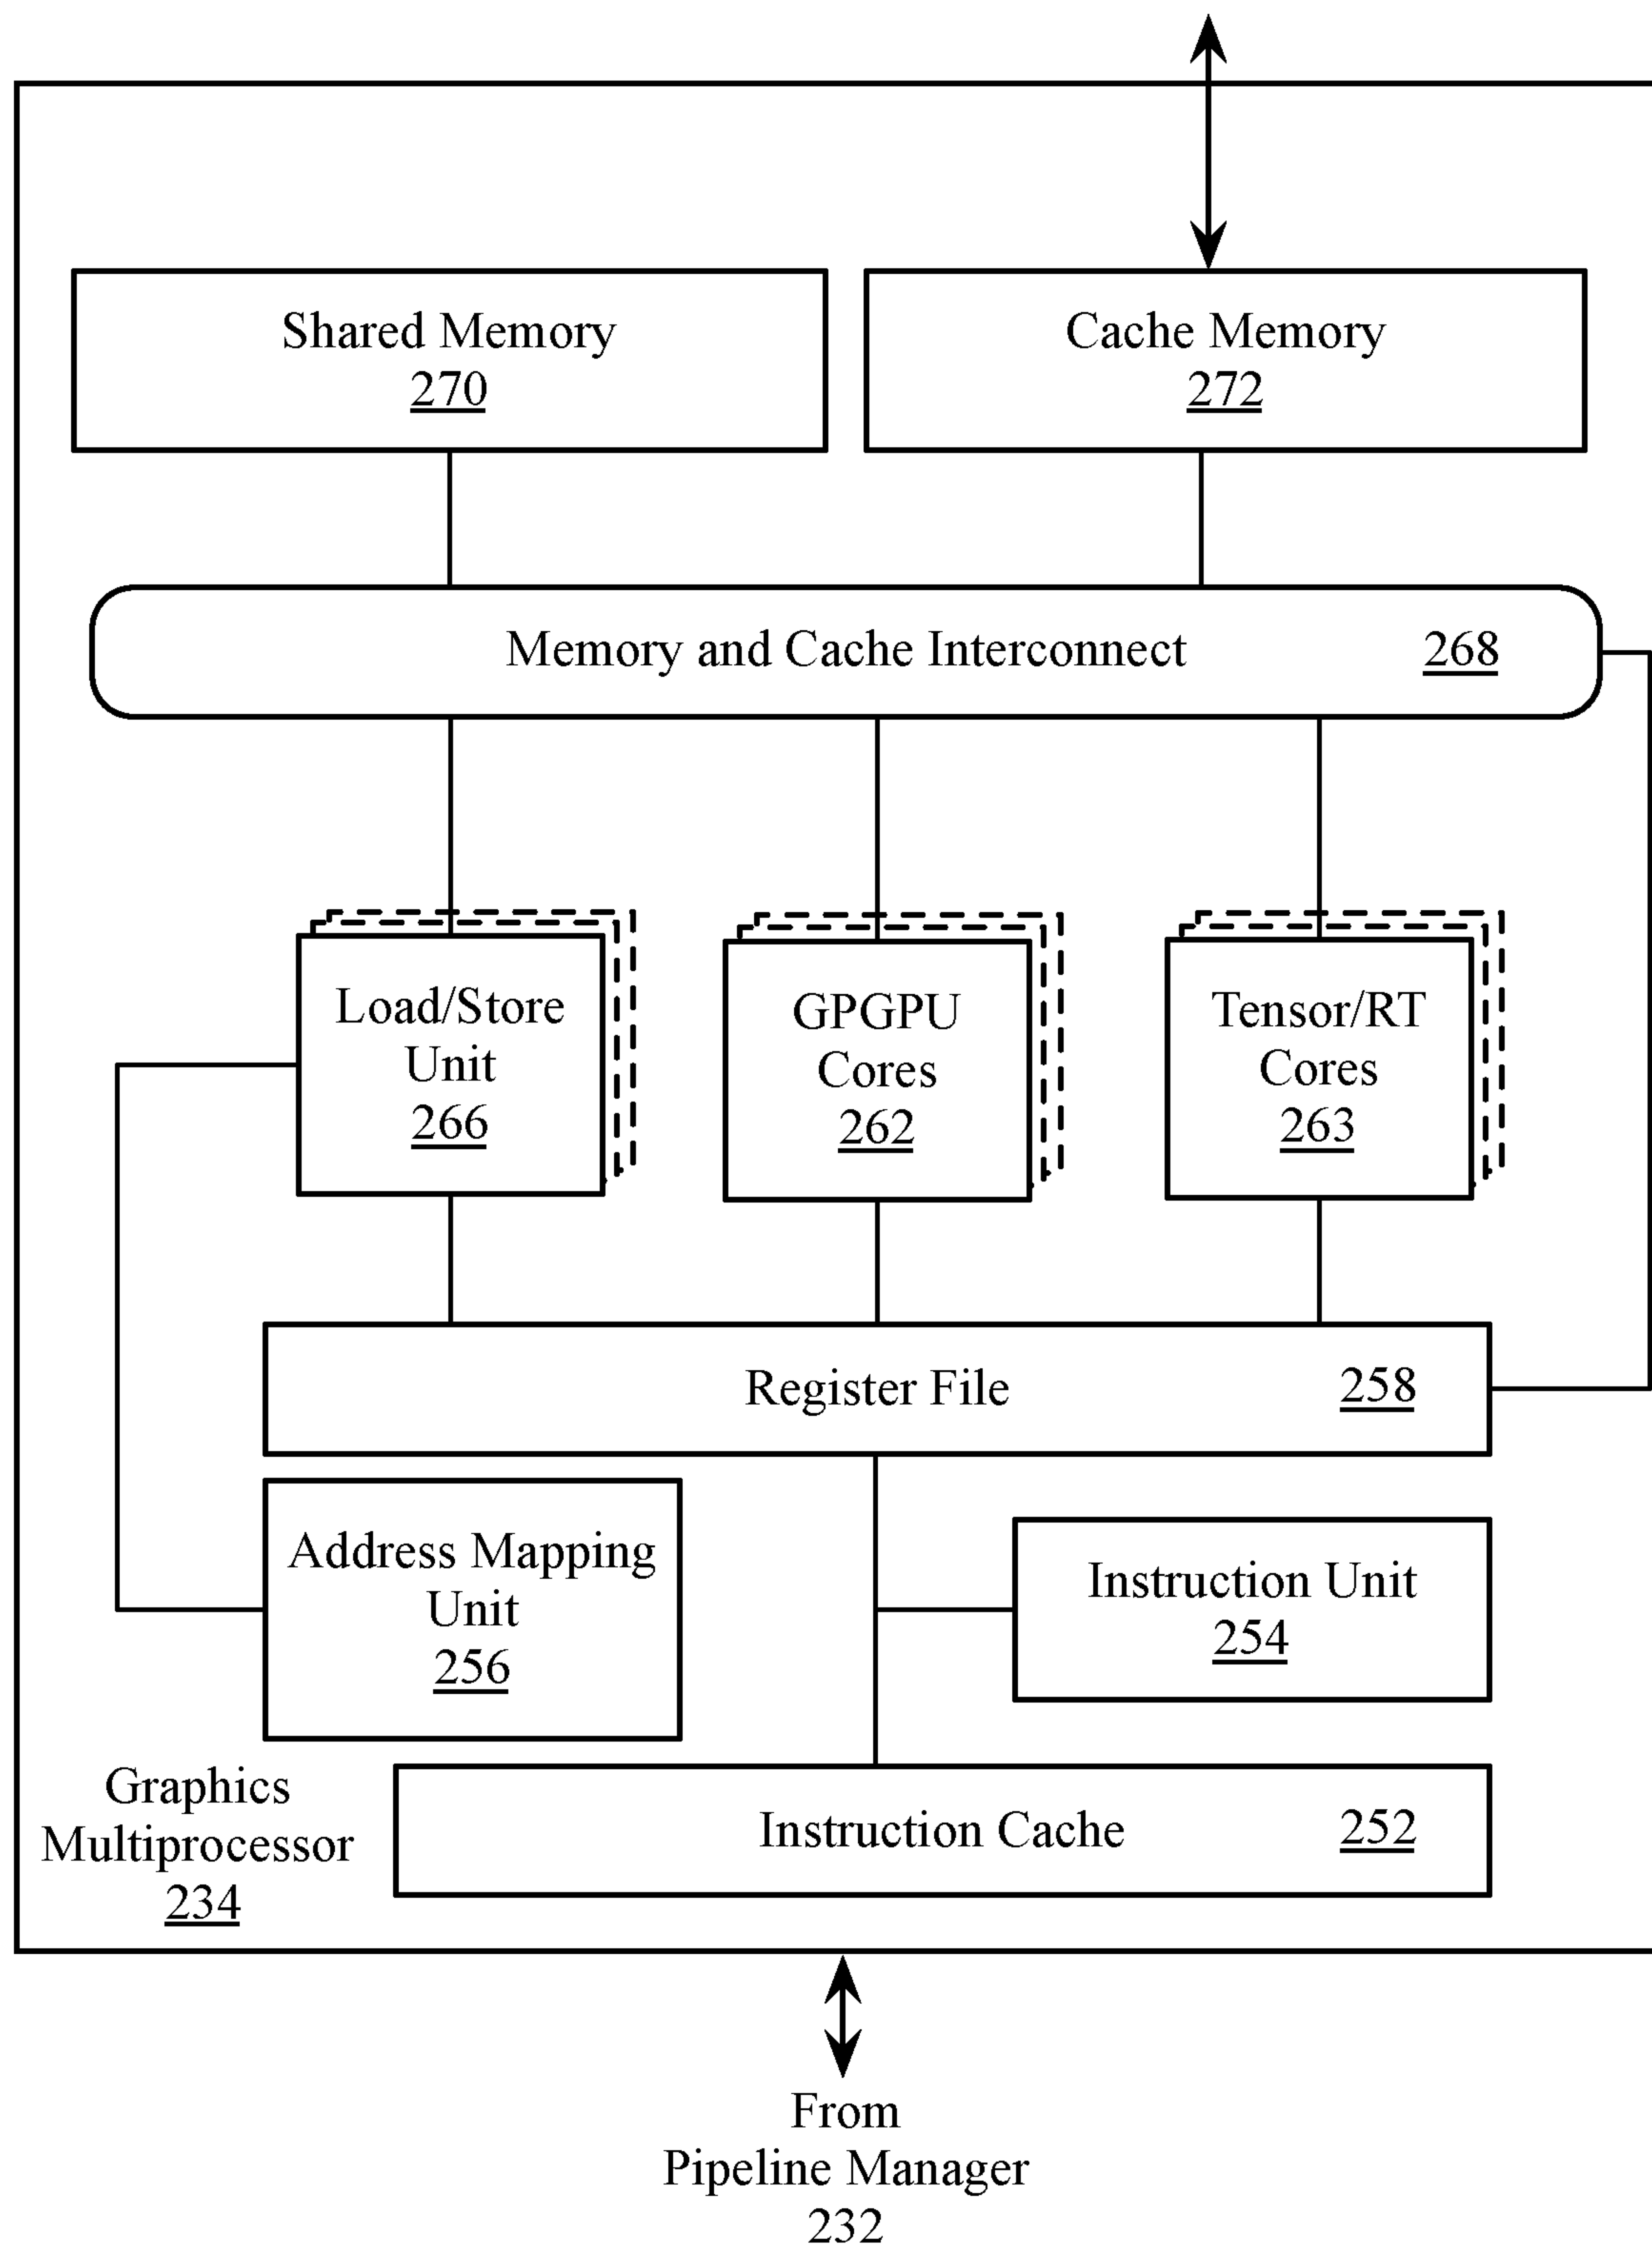 Shared Memory
270
Cache Memory
272
Memory and Cache Interconnect 268
Load/Store
Unit
266
GPGPU
Cores
262
Tensor/RT
Cores
263
Register File 258
Address Mapping
Unit
256
Instruction Unit
254
Graphics
Multiprocessor
234
Instruction Cache 252
From
Pipeline Manager
232